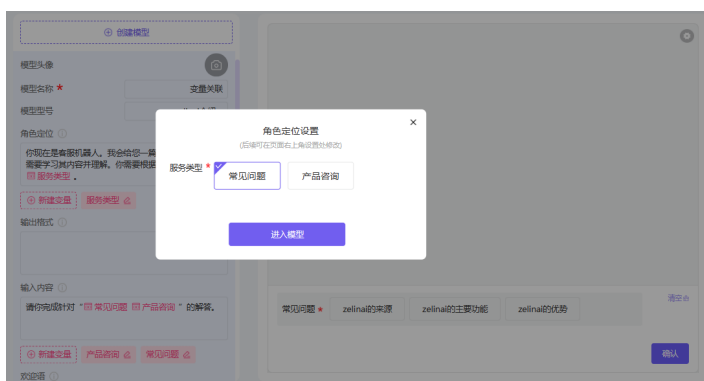 ⊕ 创建模型
模型头像
模型名称 * 变量关联
模型型号
角色定位
你现在是客服机器人。我会给您一篇
需要学习其内容并理解。你需要根据
服务类型 。
⊕ 新建变量 服务类型
输出格式
输入内容
请你完成针对 “ 常见问题 产品咨询 ” 的解答。
⊕ 新建变量 产品咨询 常见问题
欢迎语
角色定位设置
(后续可在页面右上角设置处修改)
服务类型 * 常见问题 产品咨询
进入模型
清空
常见问题 * zelinai的来源 zelinai的主要功能 zelinai的优势
确认